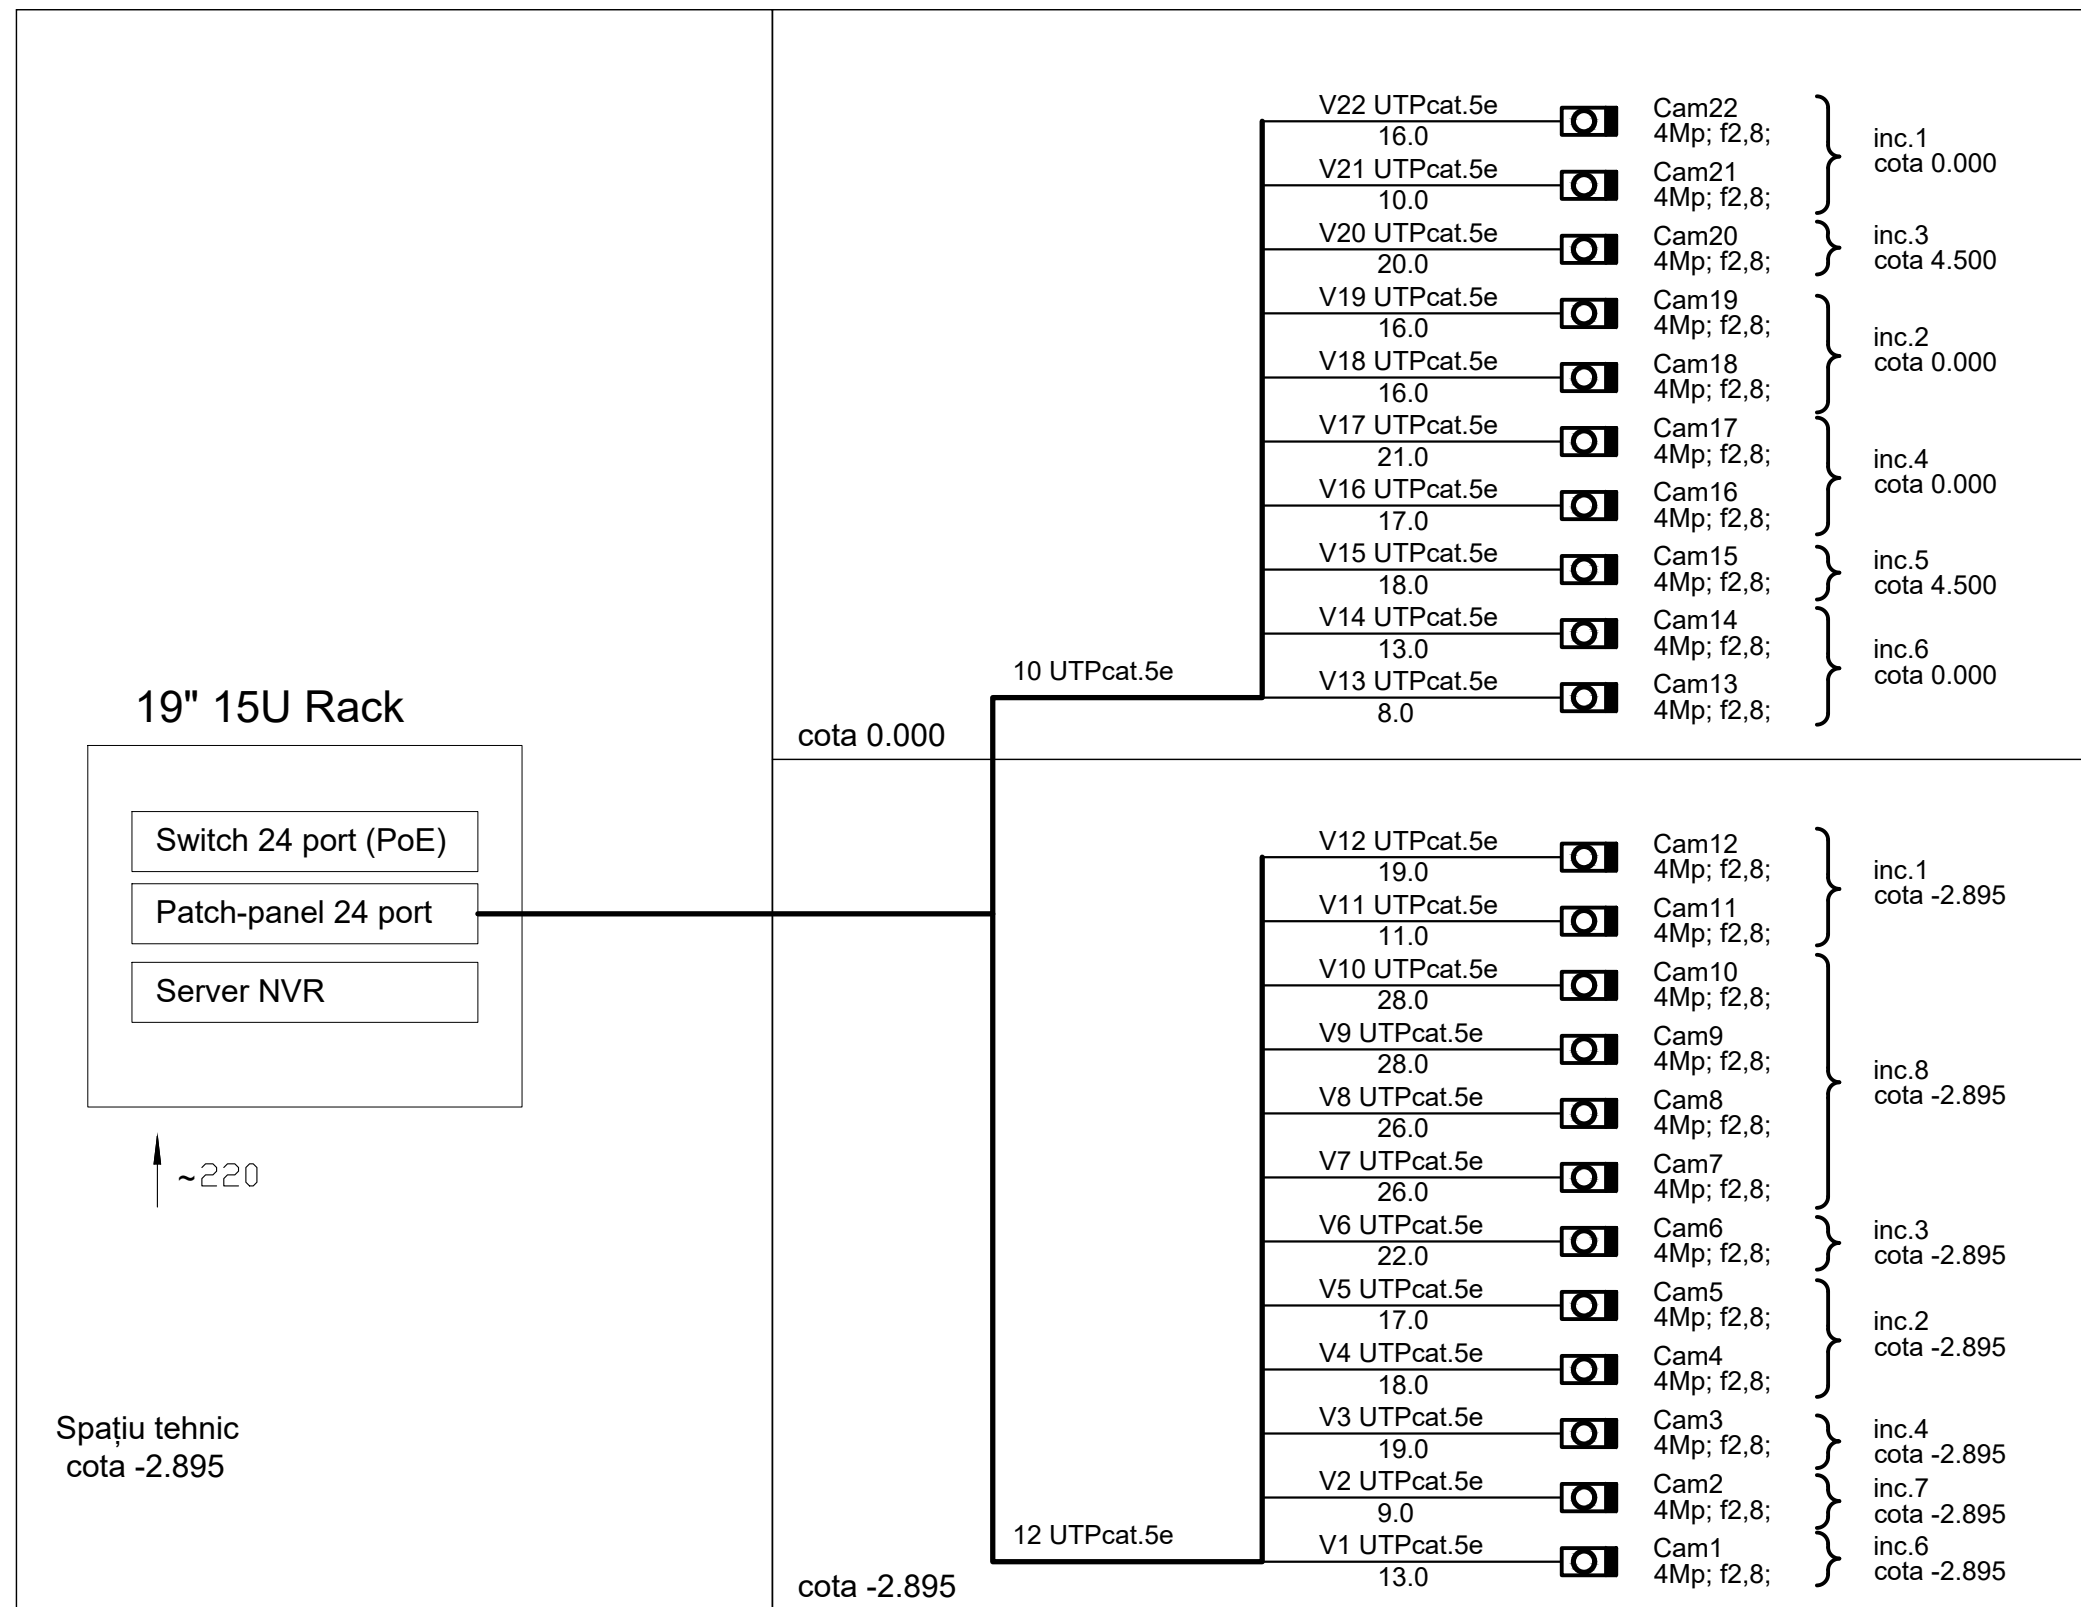 V22 UTPcat.5e
16.0
Cam22
4Mp; f2,8;
V21 UTPcat.5e
10.0
Cam21
4Mp; f2,8;
inc.1
cota 0.000
V20 UTPcat.5e
20.0
Cam20
4Mp; f2,8;
inc.3
cota 4.500
V19 UTPcat.5e
16.0
Cam19
4Mp; f2,8;
V18 UTPcat.5e
16.0
Cam18
4Mp; f2,8;
inc.2
cota 0.000
V17 UTPcat.5e
21.0
Cam17
4Mp; f2,8;
V16 UTPcat.5e
17.0
Cam16
4Mp; f2,8;
inc.4
cota 0.000
V15 UTPcat.5e
18.0
Cam15
4Mp; f2,8;
inc.5
cota 4.500
V14 UTPcat.5e
13.0
Cam14
4Mp; f2,8;
V13 UTPcat.5e
8.0
Cam13
4Mp; f2,8;
inc.6
cota 0.000
10 UTPcat.5e
cota 0.000
19" 15U Rack
Switch 24 port (PoE)
Patch-panel 24 port
Server NVR
~220
Spațiu tehnic
cota -2.895
V12 UTPcat.5e
19.0
Cam12
4Mp; f2,8;
V11 UTPcat.5e
11.0
Cam11
4Mp; f2,8;
inc.1
cota -2.895
V10 UTPcat.5e
28.0
Cam10
4Mp; f2,8;
V9 UTPcat.5e
28.0
Cam9
4Mp; f2,8;
V8 UTPcat.5e
26.0
Cam8
4Mp; f2,8;
V7 UTPcat.5e
26.0
Cam7
4Mp; f2,8;
inc.8
cota -2.895
V6 UTPcat.5e
22.0
Cam6
4Mp; f2,8;
inc.3
cota -2.895
V5 UTPcat.5e
17.0
Cam5
4Mp; f2,8;
V4 UTPcat.5e
18.0
Cam4
4Mp; f2,8;
inc.2
cota -2.895
V3 UTPcat.5e
19.0
Cam3
4Mp; f2,8;
inc.4
cota -2.895
V2 UTPcat.5e
9.0
Cam2
4Mp; f2,8;
inc.7
cota -2.895
V1 UTPcat.5e
13.0
Cam1
4Mp; f2,8;
inc.6
cota -2.895
12 UTPcat.5e
cota -2.895